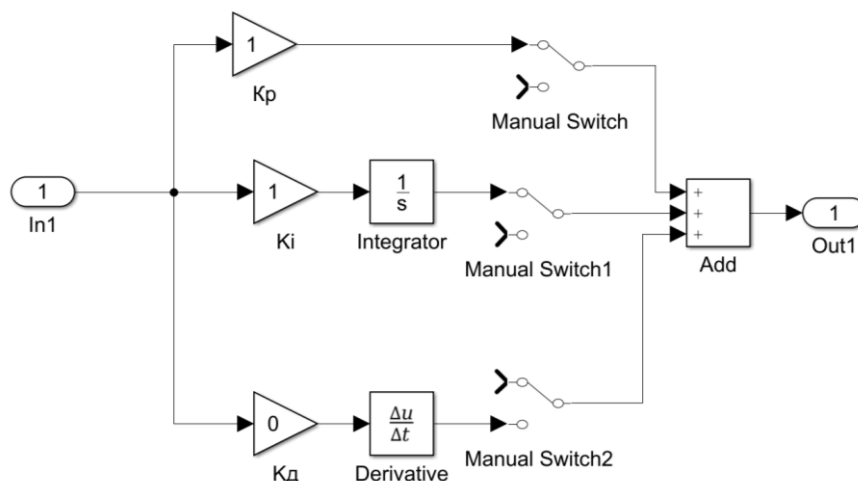 1
Kp
Manual Switch
1
In1
1
Ki
1
s
Integrator
Manual Switch1
+
+
+
Add
1
Out1
0
Kд
Δu
Δt
Derivative
Manual Switch2